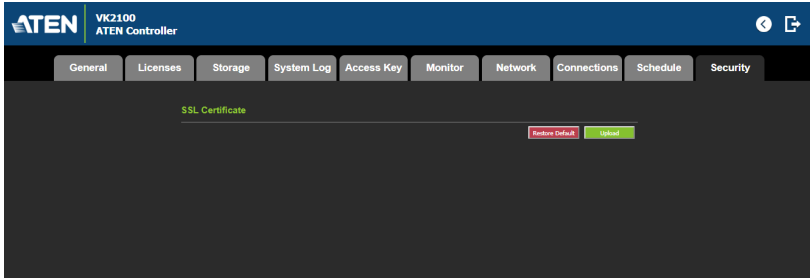 ATEN
VK2100
ATEN Controller
General Licenses Storage System Log Access Key Monitor Network Connections Schedule Security
SSL Certificate
Restore Default Upload